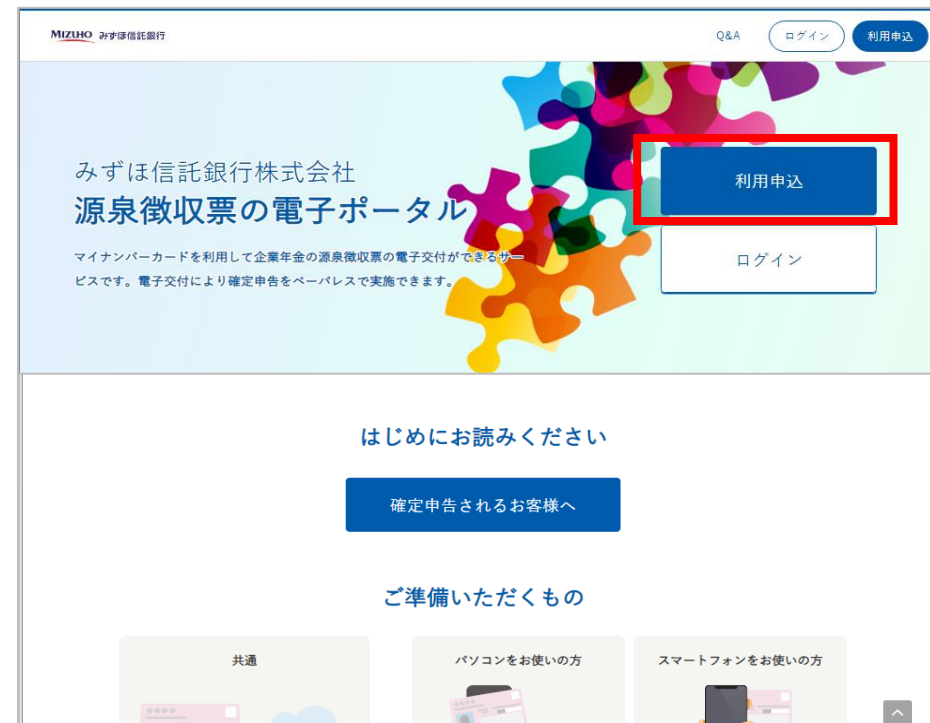 MIZUHO みずほ信託銀行
Q&A
ログイン
利用申込
みずほ信託銀行株式会社
源泉徴収票の電子ポータル
マイナンバーカードを利用して企業年金の源泉徴収票の電子交付ができるサー
ビスです。電子交付により確定申告をペーパレスで実施できます。
利用申込
ログイン
はじめにお読みください
確定申告されるお客様へ
ご準備いただくもの
共通
パソコンをお使いの方
スマートフォンをお使いの方